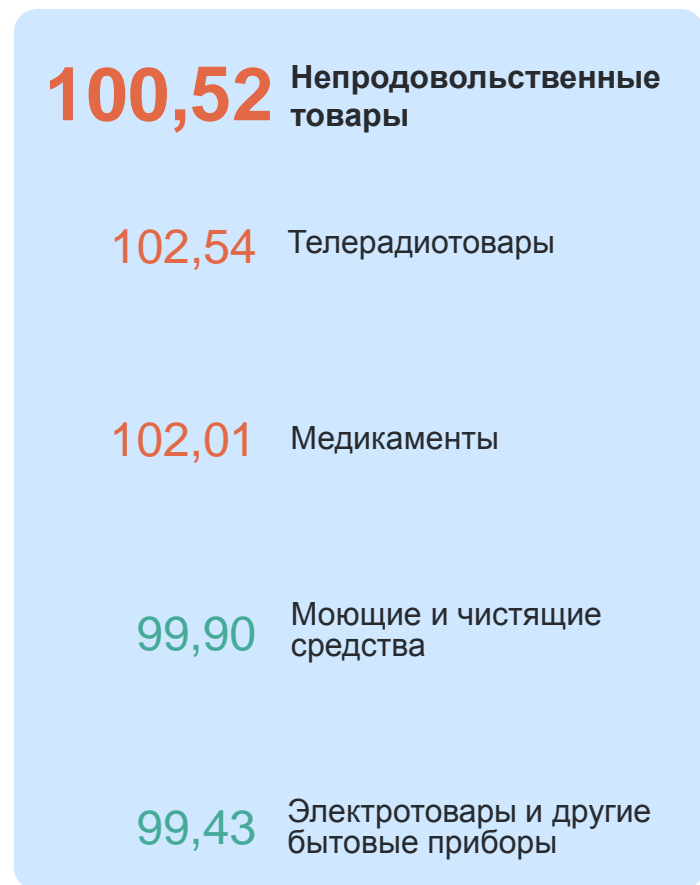 100,52 Непродовольственные
товары
102,54 Телерадиотовары
102,01 Медикаменты
99,90 Моющие и чистящие
средства
99,43 Электротовары и другие
бытовые приборы